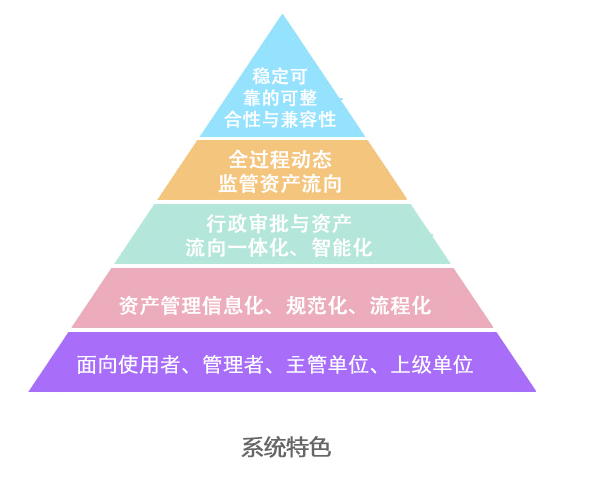 稳定可
靠的可整
合性与兼容性
全过程动态
监管资产流向
行政审批与资产
流向一体化、智能化
资产管理信息化、规范化、流程化
面向使用者、管理者、主管单位、上级单位
系统特色